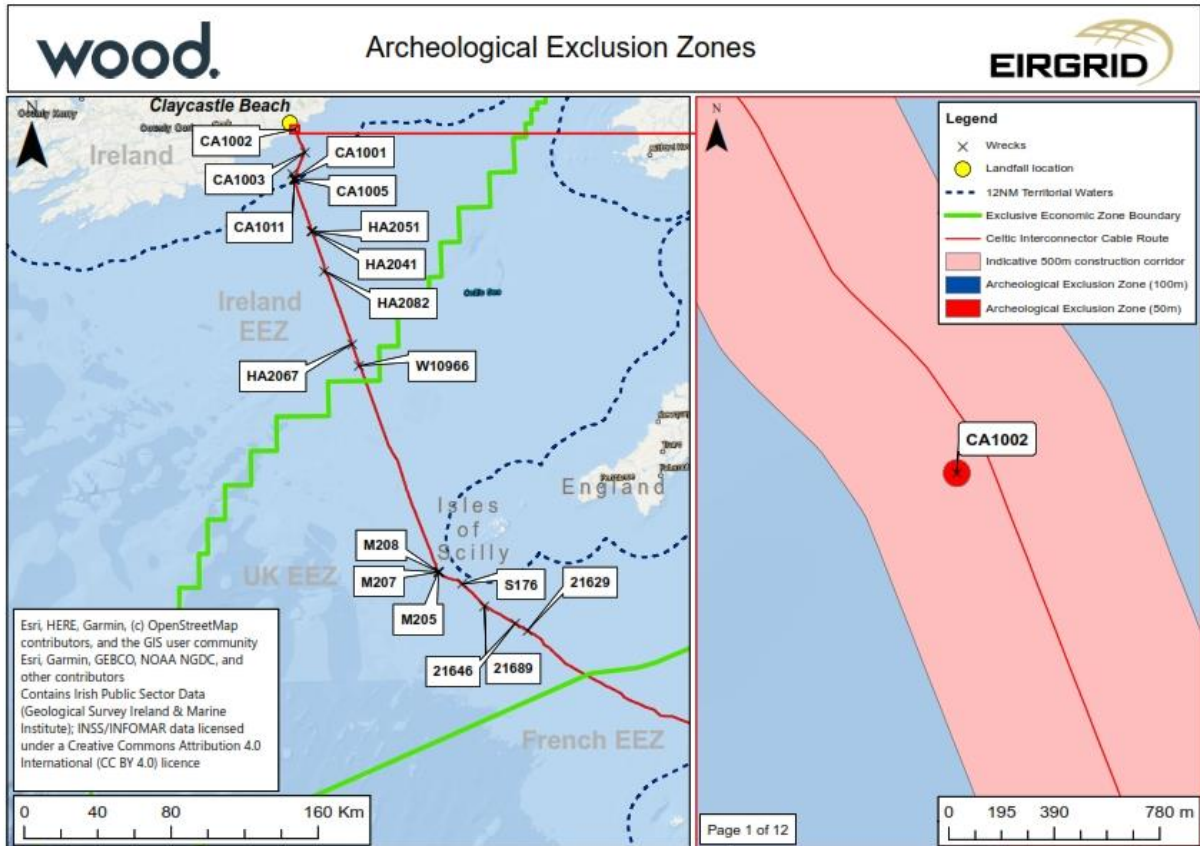 wood.
Archeological Exclusion Zones
EIRGRID
N
County Kerry
Claycastle Beach
Ireland
CA1002
CA1003
CA1001
CA1005
CA1011
HA2051
HA2041
HA2082
Celtic Sea
Ireland
EEZ
HA2067
W10966
England
Isles
of
Scilly
M208
M207
M205
UK EEZ
S176
21629
21646
21689
French EEZ
Esri, HERE, Garmin, (c) OpenStreetMap
contributors, and the GIS user community
Esri, Garmin, GEBCO, NOAA NGDC, and
other contributors
Contains Irish Public Sector Data
(Geological Survey Ireland & Marine
Institute); INSS/INFOMAR data licensed
under a Creative Commons Attribution 4.0
International (CC BY 4.0) licence
0 40 80 160 Km
N
Legend
Wrecks
Landfall location
12NM Territorial Waters
Exclusive Economic Zone Boundary
Celtic Interconnector Cable Route
Indicative 500m construction corridor
Archeological Exclusion Zone (100m)
Archeological Exclusion Zone (50m)
CA1002
Page 1 of 12
0 195 390 780 m